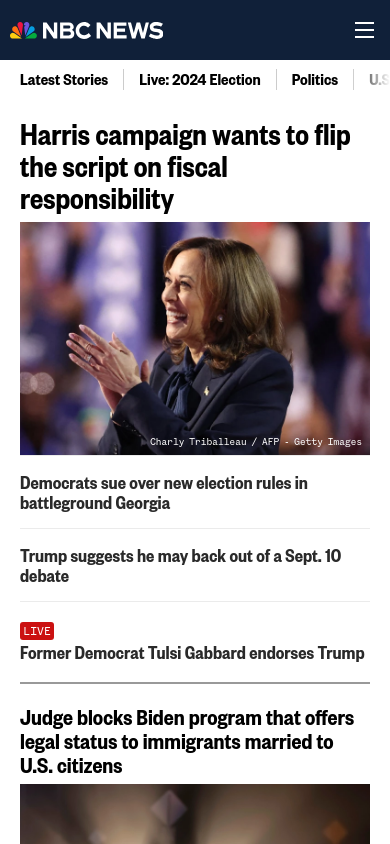 NBC NEWS
Latest Stories
Live: 2024 Election
Politics
Harris campaign wants to flip
the script on fiscal
responsibility
Charly Triballeau / AFP - Getty Images
Democrats sue over new election rules in
battleground Georgia
Trump suggests he may back out of a Sept. 10
debate
LIVE
Former Democrat Tulsi Gabbard endorses Trump
Judge blocks Biden program that offers
legal status to immigrants married to
U.S. citizens